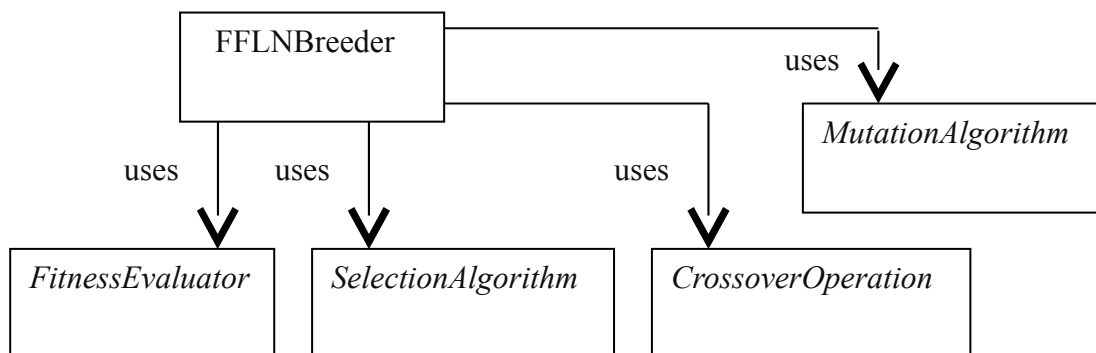 FFLNBreeder
uses
MutationAlgorithm
uses
uses
uses
FitnessEvaluator
SelectionAlgorithm
CrossoverOperation